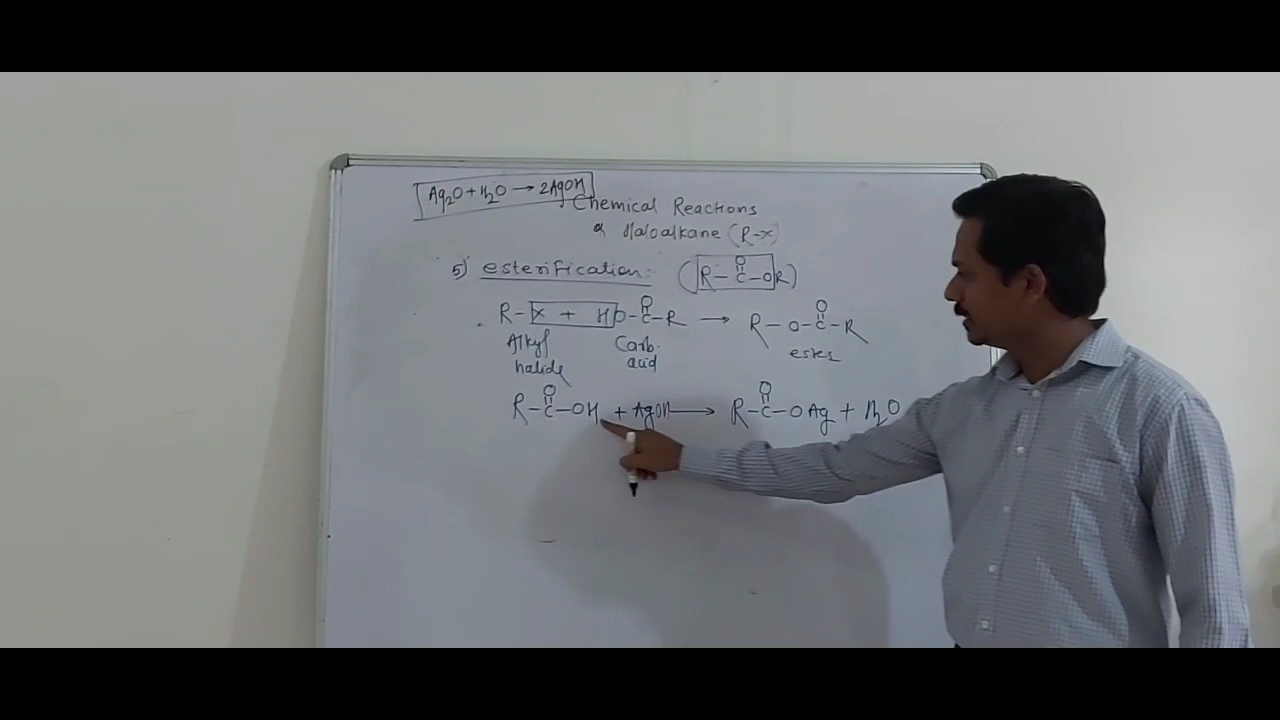 Ag₂O + H₂O → 2AgOH
Chemical Reactions
of Haloalkane (R-X)
5) esterification:- (R-C-OR)
O
||
R-X + HO-C-R → R-O-C-R
O
||
O
||
Alkyl halide
Carb. acid
ester
R-C-OH + AgOH → R-C-OAg + H₂O
O
||
O
||